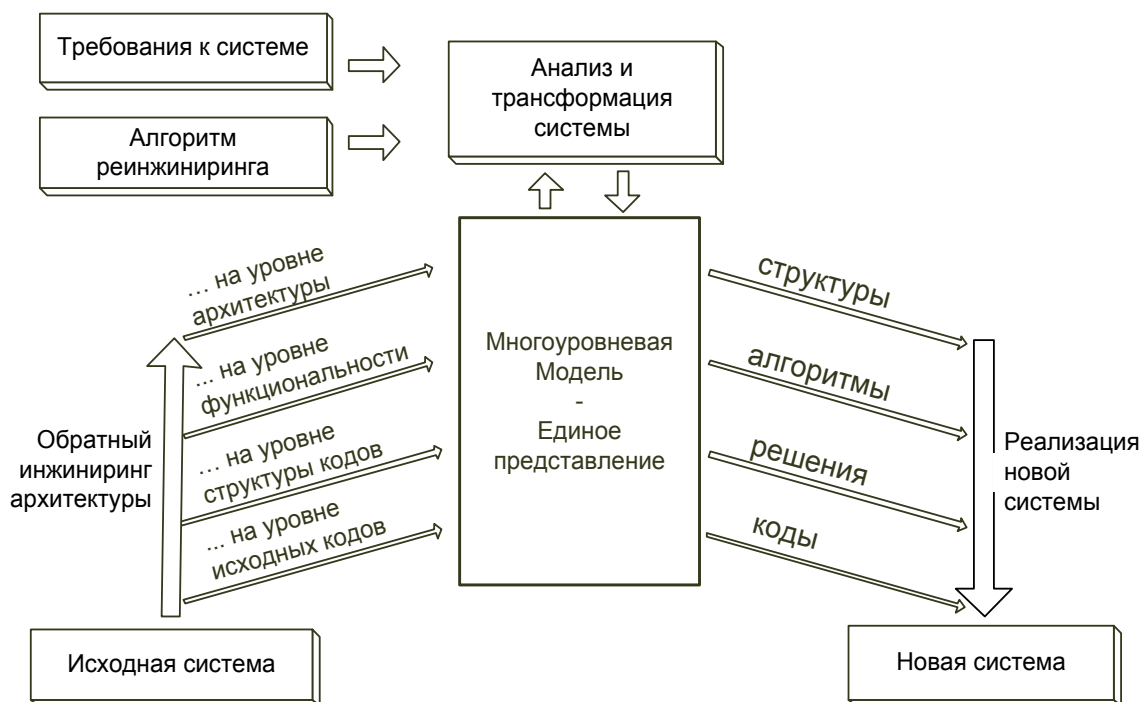 Требования к системе
Алгоритм
реинжиниринга
Анализ и
трансформация
системы
... на уровне
архитектуры
... на уровне
функциональности
... на уровне
структуры кодов
... на уровне
исходных кодов
Обратный
инжиниринг
архитектуры
Многоуровневая
Модель
-
Единое
представление
структуры
алгоритмы
решения
коды
Реализация
новой
системы
Исходная система
Новая система